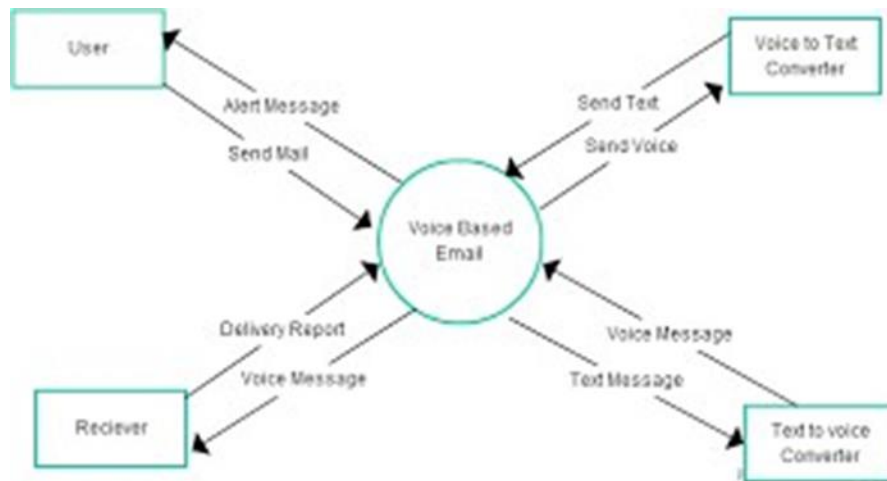 User
Voice to Text
Converter
Alert Message
Send Text
Send Mail
Send Voice
Voice Based
Email
Delivery Report
Voice Message
Voice Message
Text Message
Reciever
Text to voice
Converter